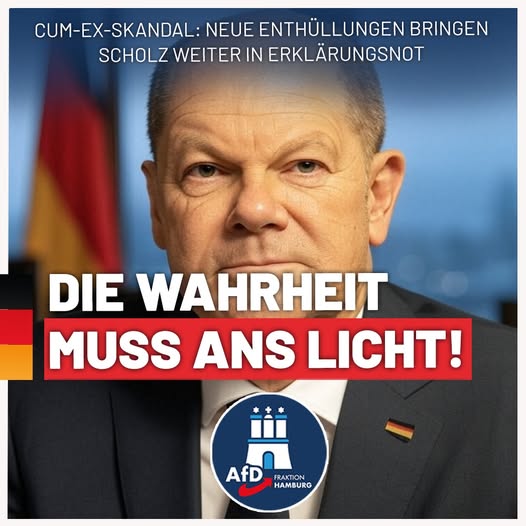 CUM-EX-SKANDAL: NEUE ENTHÜLLUNGEN BRINGEN
SCHOLZ WEITER IN ERKLÄRUNGSNOT
DIE WAHRHEIT
MUSS ANS LICHT!
AfD FRAKTION
HAMBURG